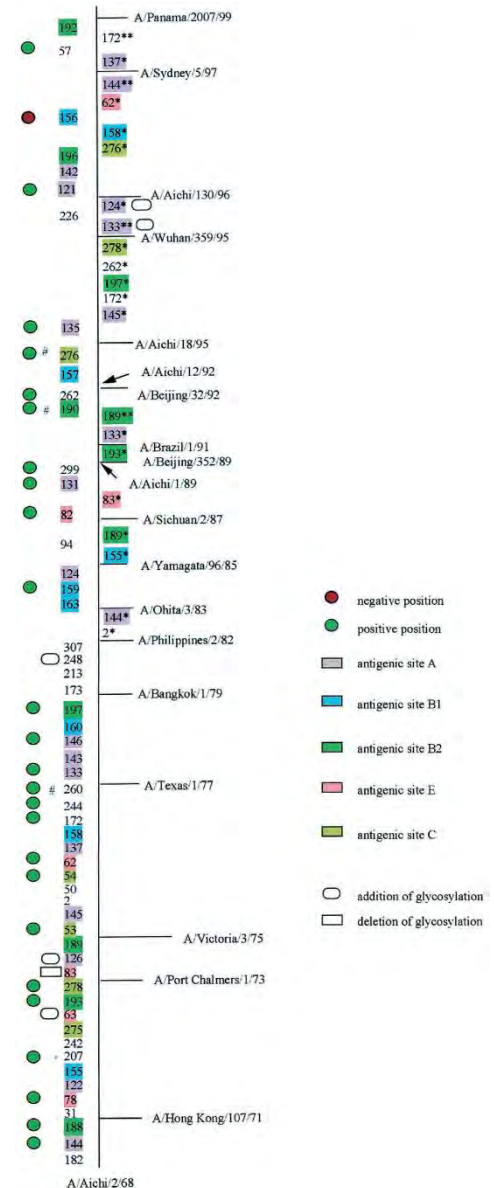 A/Panama/2007/99
192
172**
57
137*
A/Sydney/5/97
144**
62*
156
158*
276*
196
142
121
A/Aichi/130/96
124*
226
133**
A/Wuhan/359/95
278*
262*
197*
172*
145*
135
A/Aichi/18/95
# 276
157
A/Aichi/12/92
262
A/Beijing/32/92
# 190
189**
133*
A/Brazil/1/91
193*
A/Beijing/352/89
299
131
A/Aichi/1/89
83*
82
A/Sichuan/2/87
189*
94
155*
124
A/Yamagata/96/85
159
163
A/Ohita/3/83
144*
2*
A/Philippines/2/82
307
248
213
173
A/Bangkok/1/79
197
160
146
143
133
A/Texas/1/77
# 260
244
172
158
137
62
54
50
2
145
53
A/Victoria/3/75
189
126
83
A/Port Chalmers/1/73
278
193
63
275
242
207
155
122
78
31
A/Hong Kong/107/71
188
144
182
A/Aichi/2/68
negative position
positive position
antigenic site A
antigenic site B1
antigenic site B2
antigenic site E
antigenic site C
addition of glycosylation
deletion of glycosylation